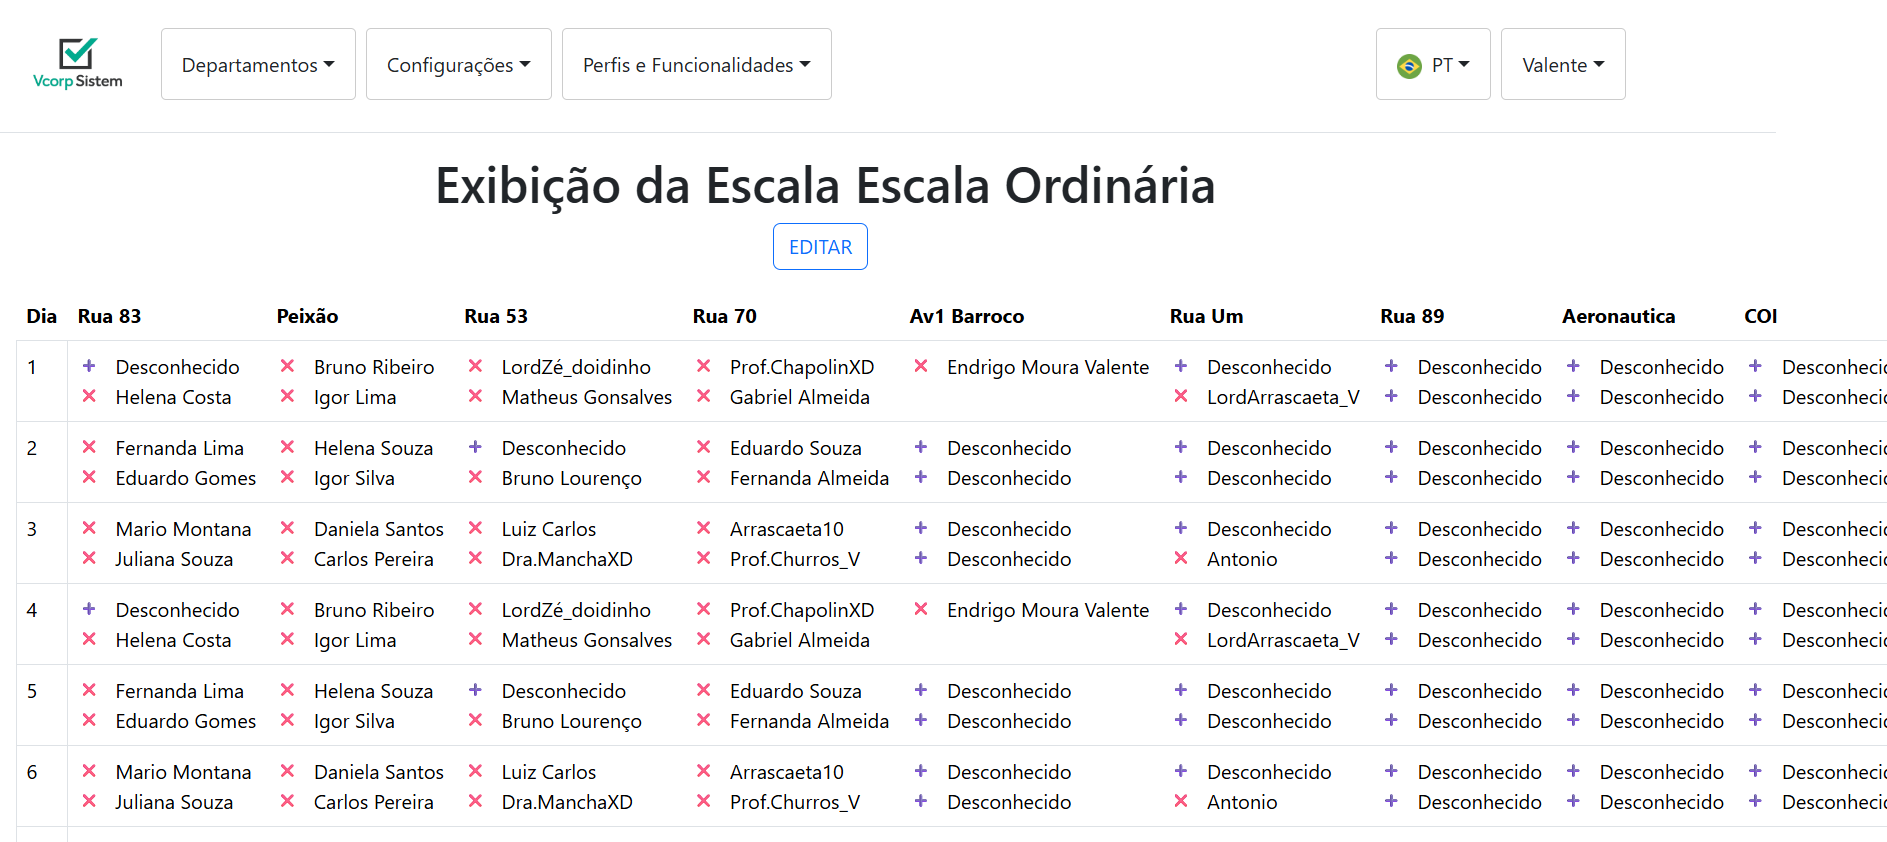 Vcorp Sistem
Departamentos Configurações Perfis e Funcionalidades PT Valente
Exibição da Escala Escala Ordinária
EDITAR
Dia Rua 83 Peixão Rua 53 Rua 70 Av1 Barroco Rua Um Rua 89 Aeronautica COI
1 Desconhecido Bruno Ribeiro LordZé_doidinho Prof.ChapolinXD Endrigo Moura Valente Desconhecido Desconhecido Desconhecido Desconheci
Helena Costa Igor Lima Matheus Gonsalves Gabriel Almeida LordArrascaeta_V Desconhecido Desconhecido Desconheci
2 Fernanda Lima Helena Souza Desconhecido Eduardo Souza Desconhecido Desconhecido Desconhecido Desconhecido Desconheci
Eduardo Gomes Igor Silva Bruno Lourenço Fernanda Almeida Desconhecido Desconhecido Desconhecido Desconhecido Desconheci
3 Mario Montana Daniela Santos Luiz Carlos Arrascaeta10 Desconhecido Desconhecido Desconhecido Desconhecido Desconheci
Juliana Souza Carlos Pereira Dra.ManchaXD Prof.Churros_V Desconhecido Antonio Desconhecido Desconhecido Desconheci
4 Desconhecido Bruno Ribeiro LordZé_doidinho Prof.ChapolinXD Endrigo Moura Valente Desconhecido Desconhecido Desconhecido Desconheci
Helena Costa Igor Lima Matheus Gonsalves Gabriel Almeida LordArrascaeta_V Desconhecido Desconhecido Desconheci
5 Fernanda Lima Helena Souza Desconhecido Eduardo Souza Desconhecido Desconhecido Desconhecido Desconhecido Desconheci
Eduardo Gomes Igor Silva Bruno Lourenço Fernanda Almeida Desconhecido Desconhecido Desconhecido Desconhecido Desconheci
6 Mario Montana Daniela Santos Luiz Carlos Arrascaeta10 Desconhecido Desconhecido Desconhecido Desconhecido Desconheci
Juliana Souza Carlos Pereira Dra.ManchaXD Prof.Churros_V Desconhecido Antonio Desconhecido Desconhecido Desconheci